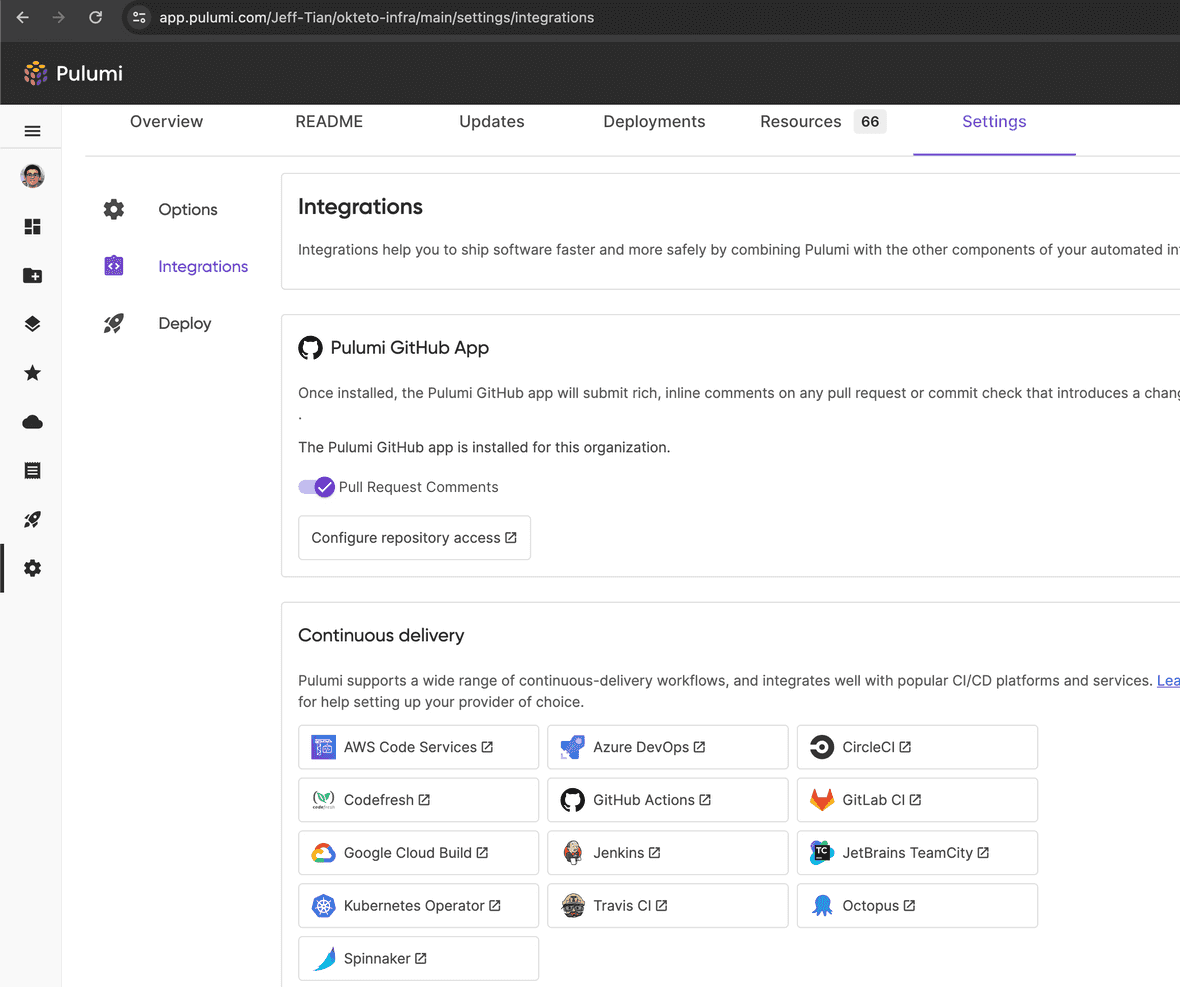 app.pulumi.com/Jeff-Tian/okteto-infra/main/settings/integrations
Pulumi
Overview README Updates Deployments Resources 66 Settings
Options
Integrations
Deploy
Integrations
Integrations help you to ship software faster and more safely by combining Pulumi with the other components of your automated
Pulumi GitHub App
Once installed, the Pulumi GitHub app will submit rich, inline comments on any pull request or commit check that introduces a
.
The Pulumi GitHub app is installed for this organization.
Pull Request Comments
Configure repository access
Continuous delivery
Pulumi supports a wide range of continuous-delivery workflows, and integrates well with popular CI/CD platforms and services. Lea
for help setting up your provider of choice.
AWS Code Services Azure DevOps CircleCI
Codefresh GitHub Actions GitLab CI
Google Cloud Build Jenkins JetBrains TeamCity
Kubernetes Operator Travis CI Octopus
Spinnaker